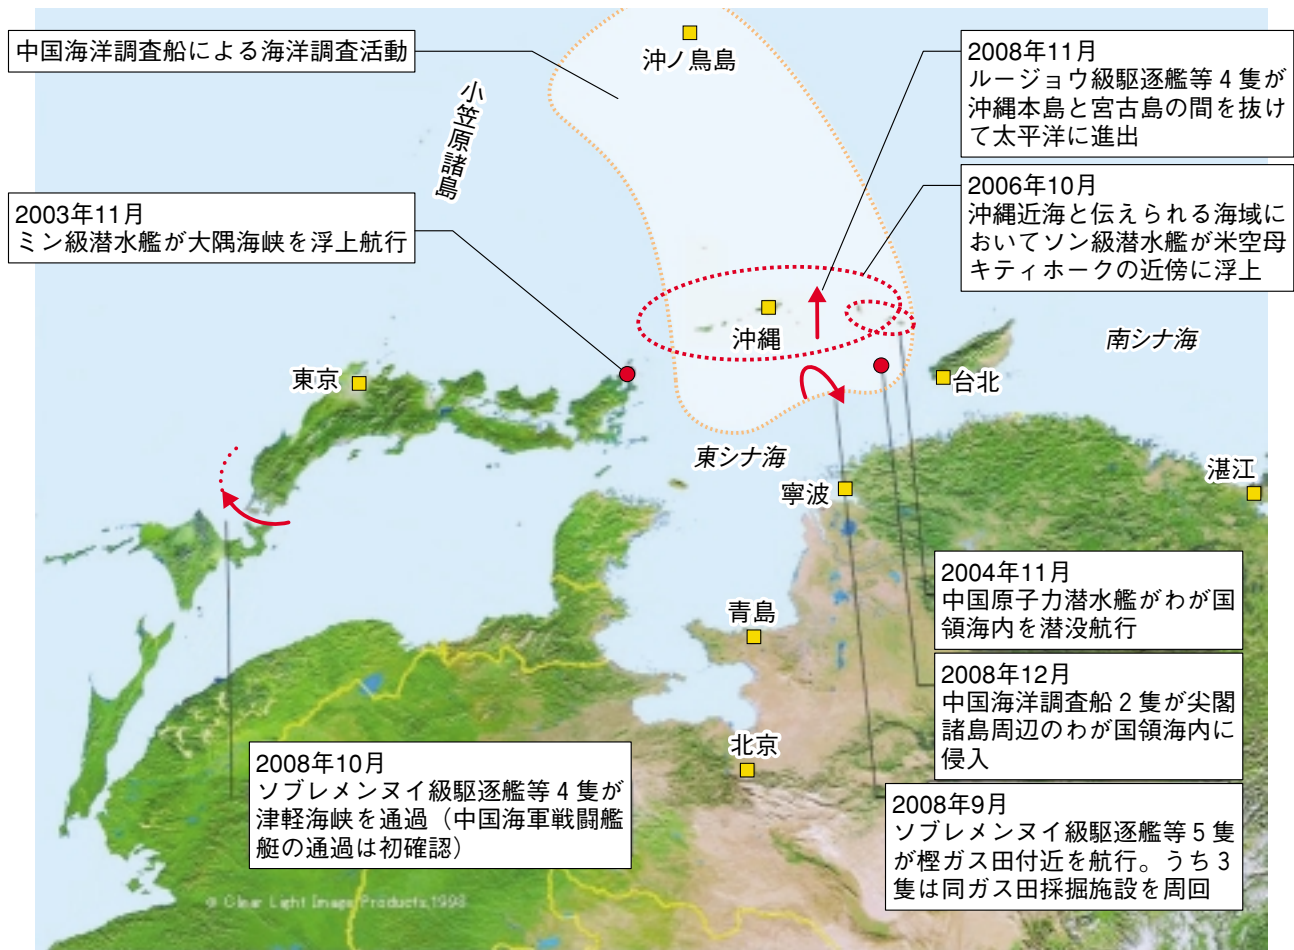 中国海洋調査船による海洋調査活動
沖ノ鳥島
小笠原諸島
2008年11月
ルージョウ級駆逐艦等4隻が
沖縄本島と宮古島の間を抜け
て太平洋に進出
2003年11月
ミン級潜水艦が大隅海峡を浮上航行
2006年10月
沖縄近海と伝えられる海域に
おいてソン級潜水艦が米空母
キティホークの近傍に浮上
沖縄
南シナ海
東京
台北
東シナ海
寧波
湛江
2004年11月
中国原子力潜水艦がわが国
領海内を潜没航行
青島
2008年12月
中国海洋調査船2隻が尖閣
諸島周辺のわが国領海内に
侵入
北京
2008年10月
ソブレメンヌイ級駆逐艦等4隻が
津軽海峡を通過（中国海軍戦闘艦
艇の通過は初確認）
2008年9月
ソブレメンヌイ級駆逐艦等5隻
が樫ガス田付近を航行。うち3
隻は同ガス田採掘施設を周回
© Clear Light Image Products,1998